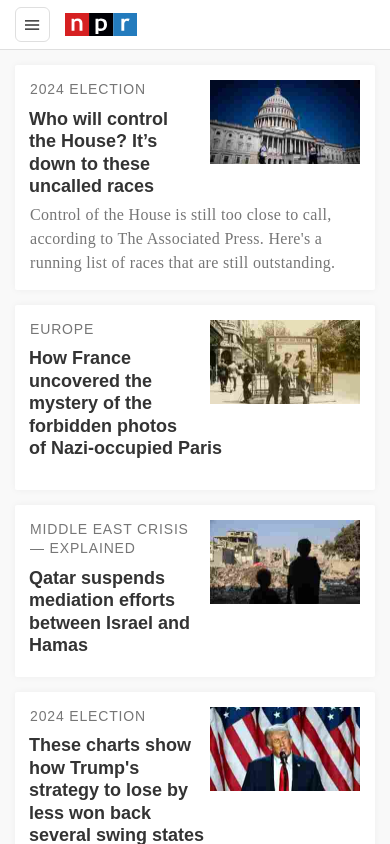 npr
2024 ELECTION
Who will control
the House? It’s
down to these
uncalled races
Control of the House is still too close to call,
according to The Associated Press. Here's a
running list of races that are still outstanding.
EUROPE
How France
uncovered the
mystery of the
forbidden photos
of Nazi-occupied Paris
MIDDLE EAST CRISIS
— EXPLAINED
Qatar suspends
mediation efforts
between Israel and
Hamas
2024 ELECTION
These charts show
how Trump's
strategy to lose by
less won back
several swing states